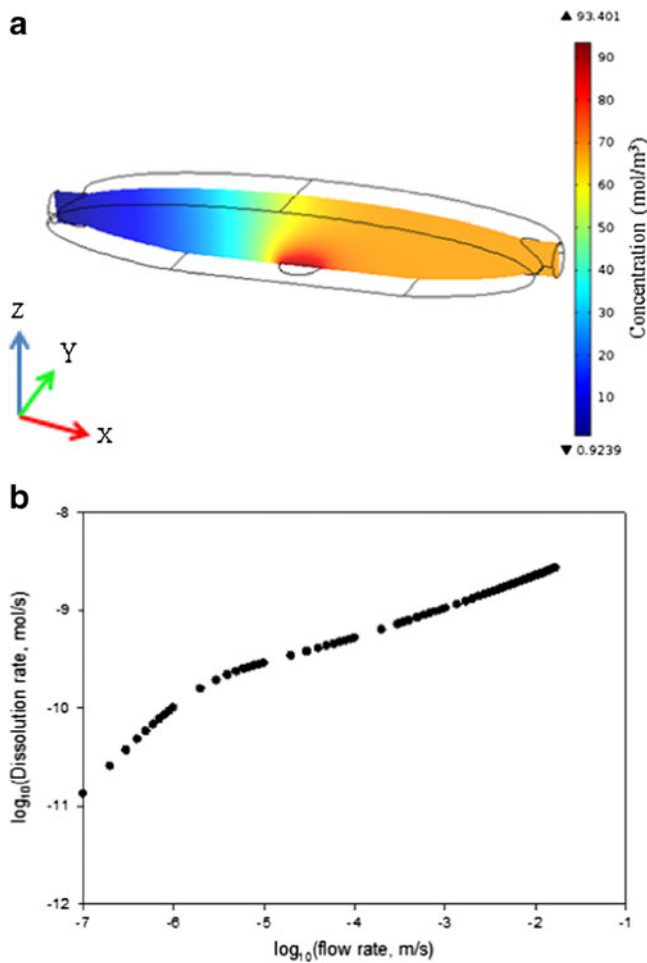 a
▲ 93.401
90
80
70
60
50
40
30
20
10
▼ 0.9239
Concentration (mol/m³)
Z
Y
X
b
-8
-9
-10
-11
-12
log₁₀(Dissolution rate, mol/s)
-7 -6 -5 -4 -3 -2 -1
log₁₀(flow rate, m/s)